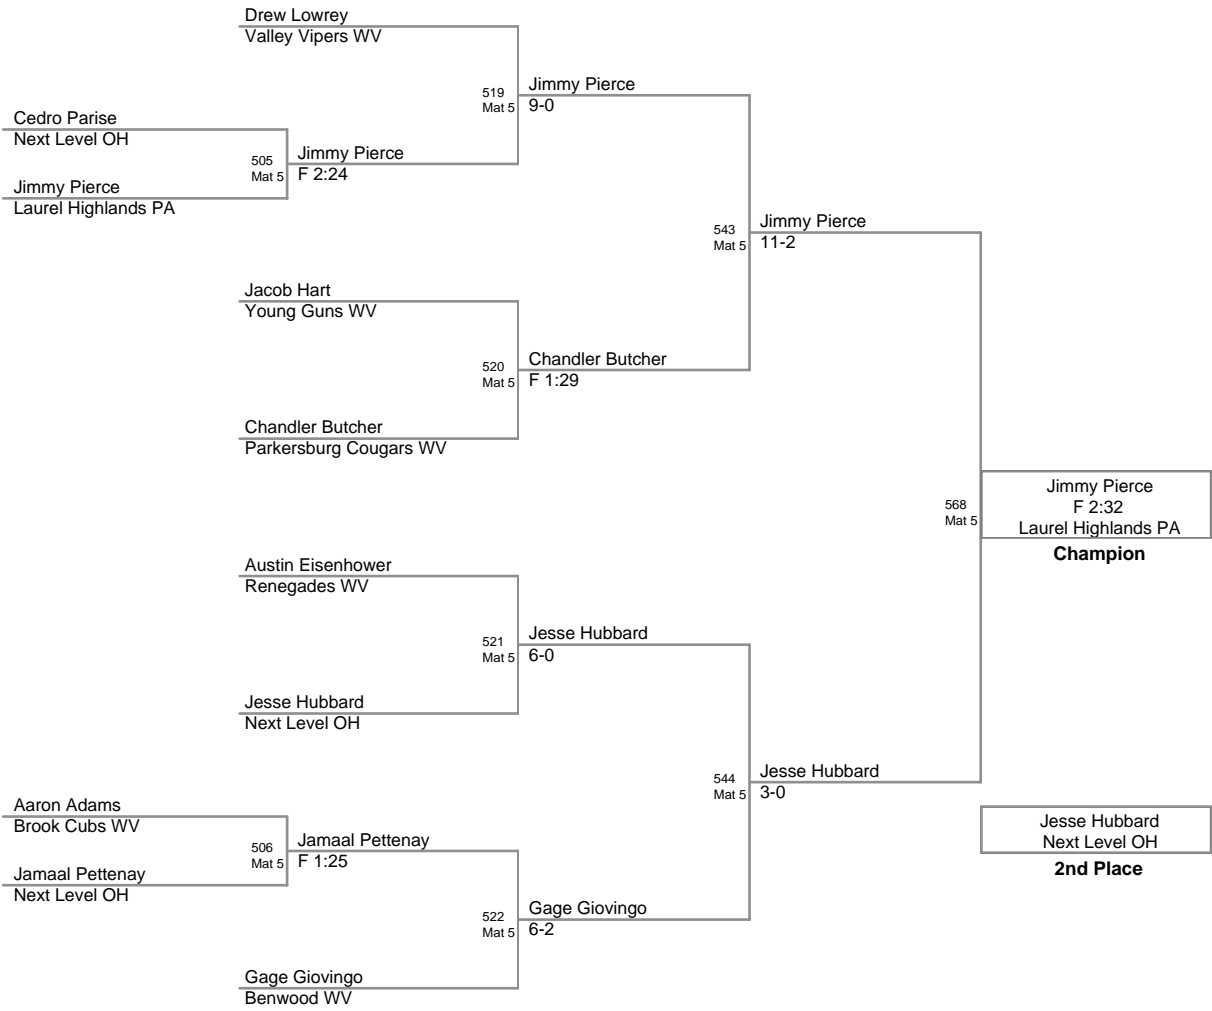 Drew Lowrey
Valley Vipers WV
519
Mat 5
Jimmy Pierce
9-0
Cedro Parise
Next Level OH
505
Mat 5
Jimmy Pierce
F 2:24
Jimmy Pierce
Laurel Highlands PA
543
Mat 5
Jimmy Pierce
11-2
Jacob Hart
Young Guns WV
520
Mat 5
Chandler Butcher
F 1:29
Chandler Butcher
Parkersburg Cougars WV
568
Mat 5
Jimmy Pierce
F 2:32
Laurel Highlands PA
Champion
Austin Eisenhower
Renegades WV
521
Mat 5
Jesse Hubbard
6-0
Jesse Hubbard
Next Level OH
544
Mat 5
Jesse Hubbard
3-0
Aaron Adams
Brook Cubs WV
506
Mat 5
Jamaal Pettenay
F 1:25
Jamaal Pettenay
Next Level OH
Jesse Hubbard
Next Level OH
2nd Place
522
Mat 5
Gage Giovingo
6-2
Gage Giovingo
Benwood WV